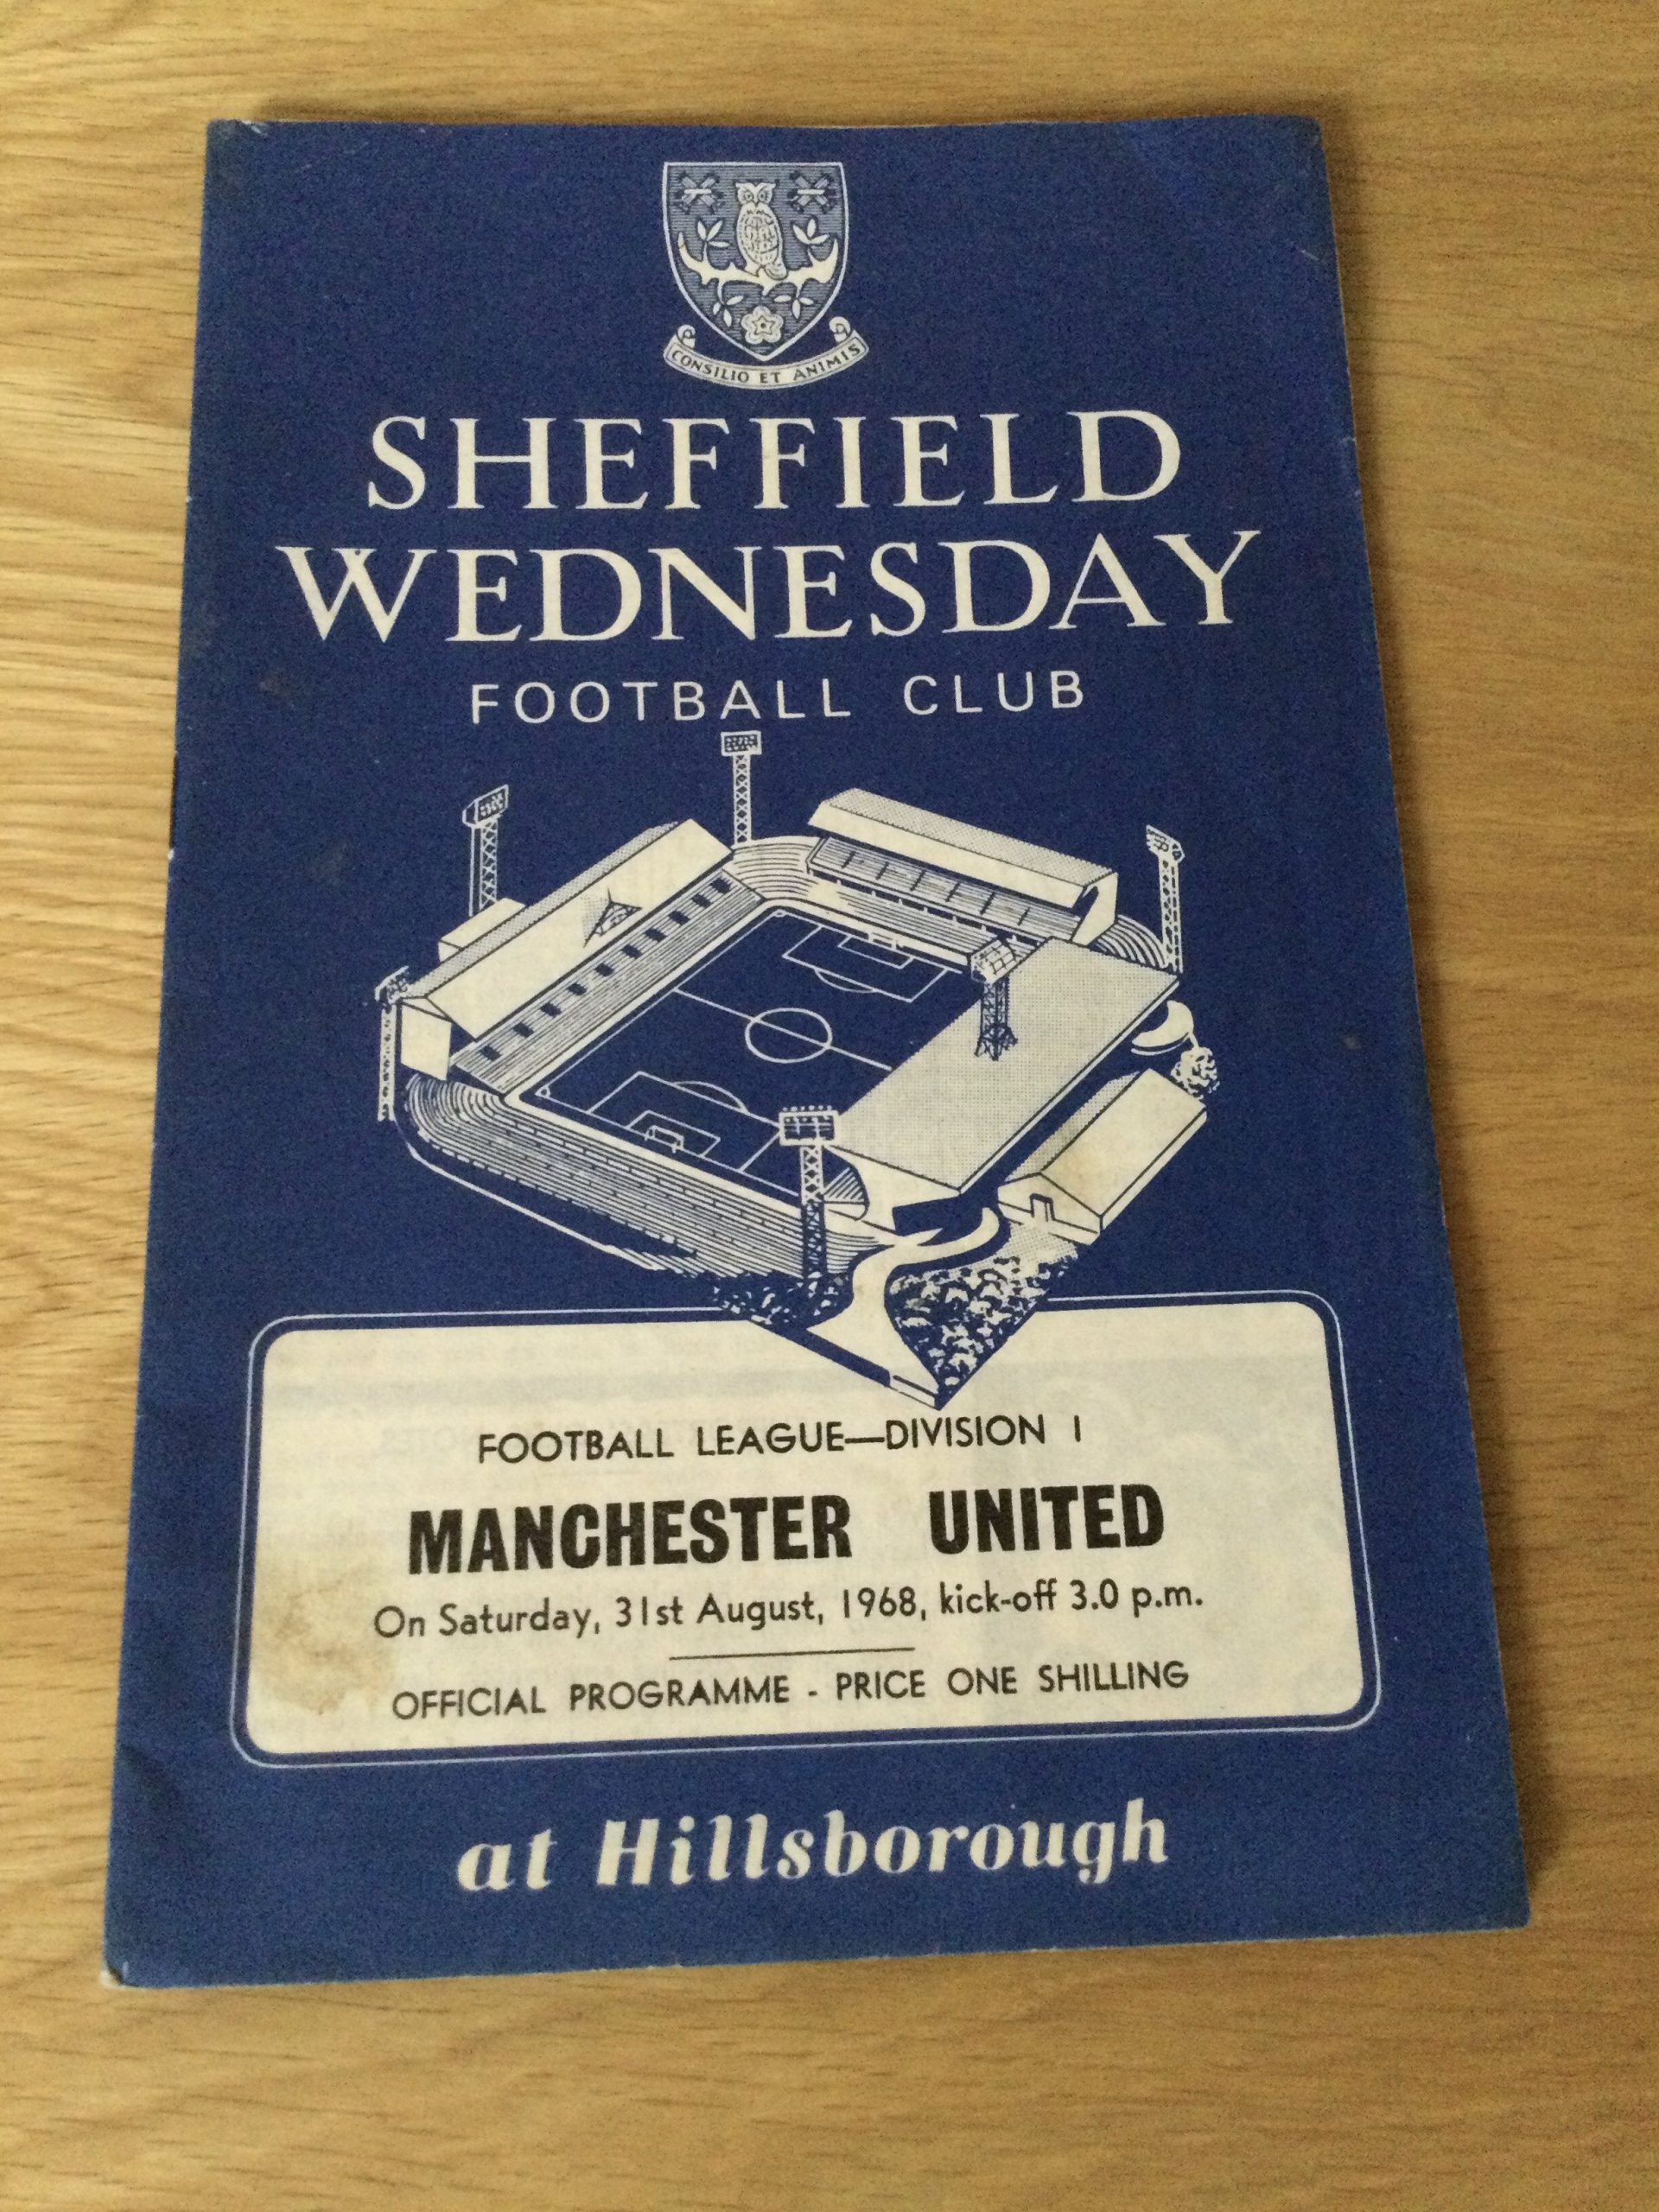 CONSILIO ET ANIMIS
SHEFFIELD
WEDNESDAY
FOOTBALL CLUB
FOOTBALL LEAGUE—DIVISION 1
MANCHESTER UNITED
On Saturday, 31st August, 1968, kick-off 3.0 p.m.
OFFICIAL PROGRAMME - PRICE ONE SHILLING
at Hillsborough